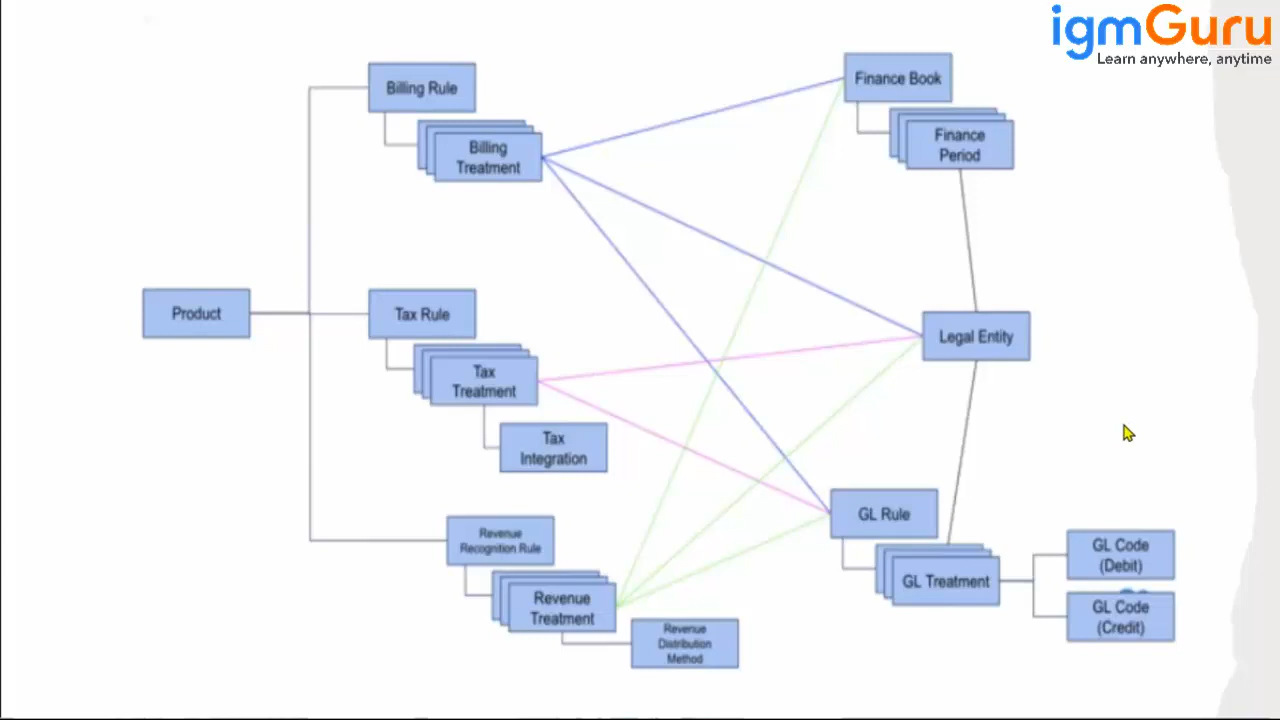 igmGuru
Learn anywhere, anytime
Billing Rule
Billing
Treatment
Finance Book
Finance
Period
Product
Tax Rule
Tax
Treatment
Tax
Integration
Legal Entity
Revenue
Recognition Rule
Revenue
Treatment
Revenue
Distribution
Method
GL Rule
GL Treatment
GL Code
(Debit)
GL Code
(Credit)